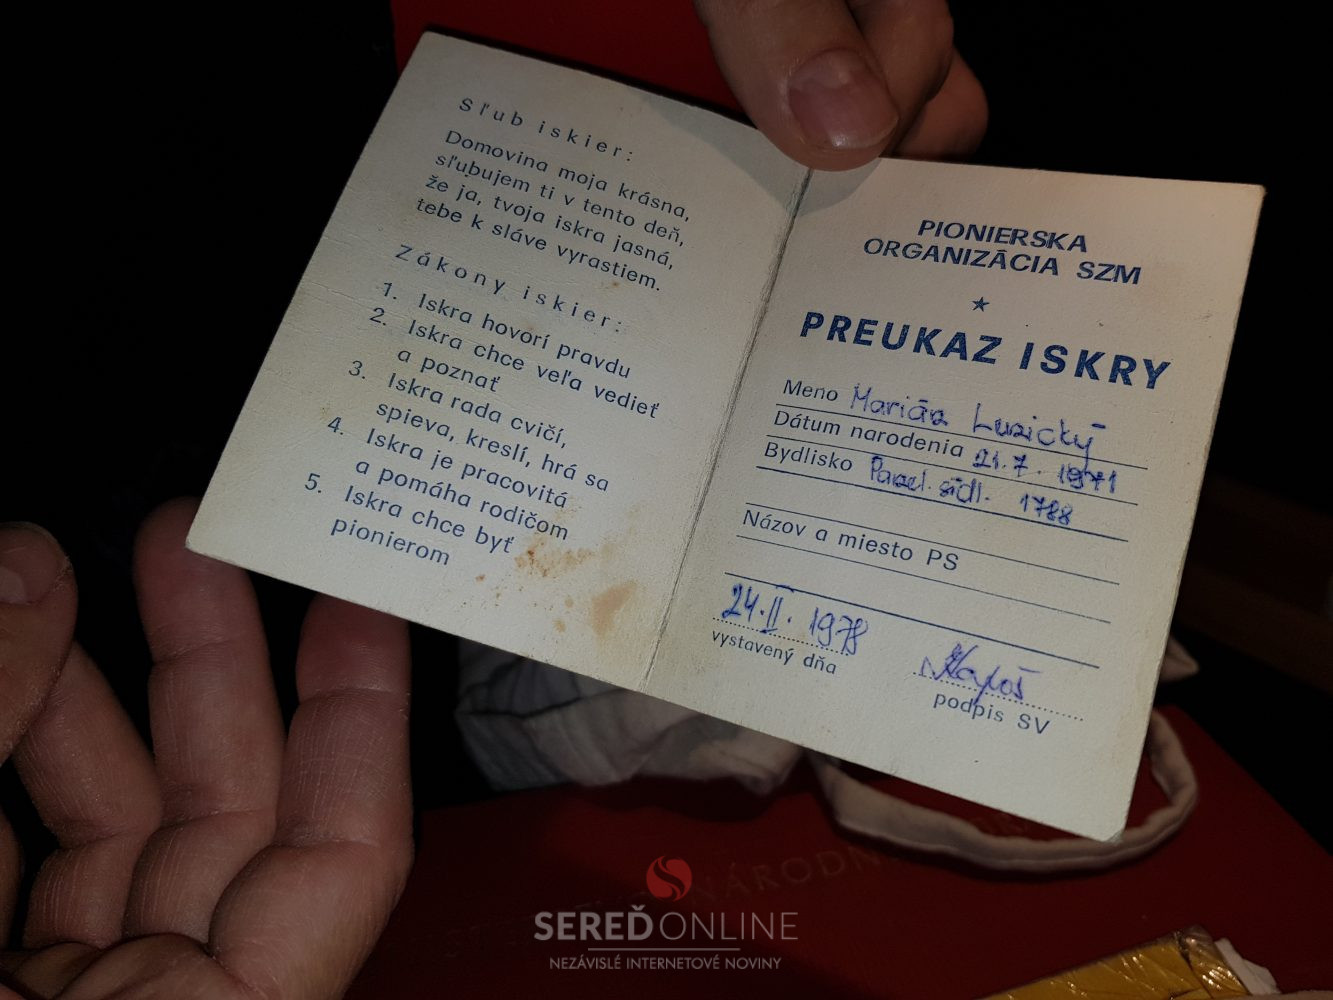 Sľub iskier:
Domovina moja krásna,
sľubujem ti v tento deň,
že ja, tvoja iskra jasná,
tebe k sláve vyrastiem.
Zákony iskier:
1. Iskra hovorí pravdu
2. Iskra chce veľa vedieť
a poznať
3. Iskra rada cvičí,
spieva, kreslí, hrá sa
4. Iskra je pracovitá
a pomáha rodičom
5. Iskra chce byť
pionierom
PIONIERSKA
ORGANIZÁCIA SZM
PREUKAZ ISKRY
Meno Marián Luzický
Dátum narodenia 21.7. 1971
Bydlisko Panel. sídl. 1788
Názov a miesto PS
24.II. 1978
vystavený dňa
podpis SV
NÁRODN
SEREĎONLINE
NEZÁVISLÉ INTERNETOVÉ NOVINY